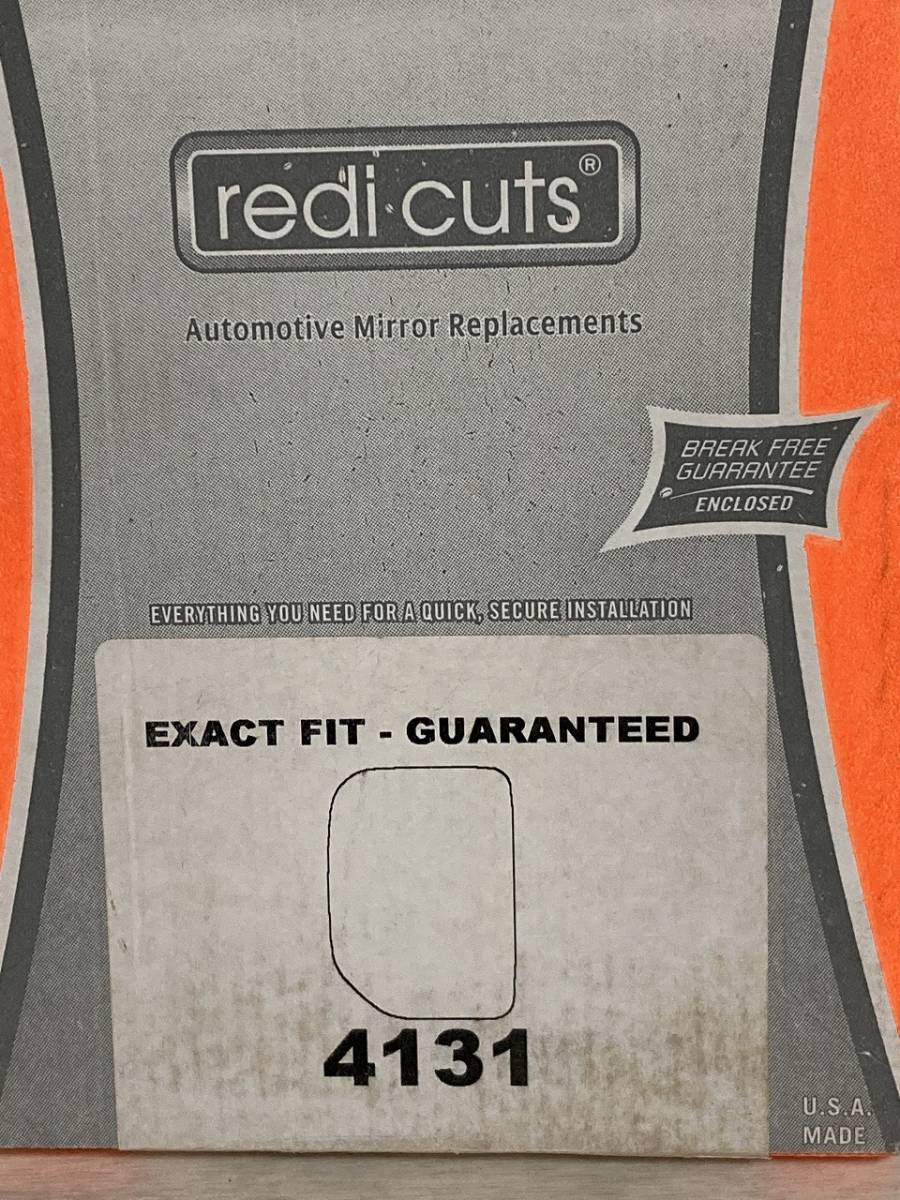 redi cuts®
Automotive Mirror Replacements
BREAK FREE
GUARANTEE
ENCLOSED
EVERYTHING YOU NEED FOR A QUICK, SECURE INSTALLATION
EXACT FIT - GUARANTEED
4131
U.S.A.
MADE